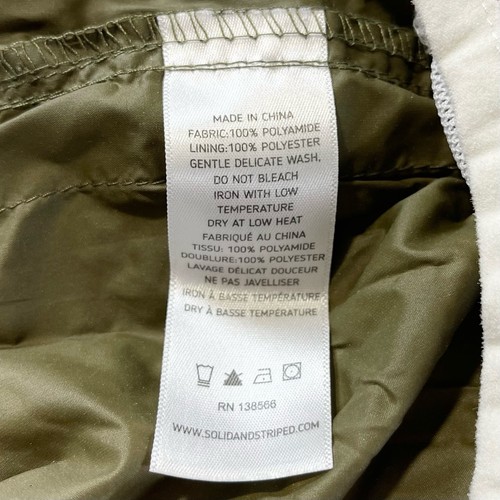 MADE IN CHINA
FABRIC:100% POLYAMIDE
LINING:100% POLYESTER
GENTLE DELICATE WASH.
DO NOT BLEACH
IRON WITH LOW
TEMPERATURE
DRY AT LOW HEAT
FABRIQUÉ AU CHINA
TISSU: 100% POLYAMIDE
DOUBLURE:100% POLYESTER
LAVAGE DÉLICAT DOUCEUR
NE PAS JAVELLISER
IRON À BASSE TEMPÉRATURE
DRY À BASSE TEMPÉRATURE
RN 138566
WWW.SOLIDANDSTRIPED.COM